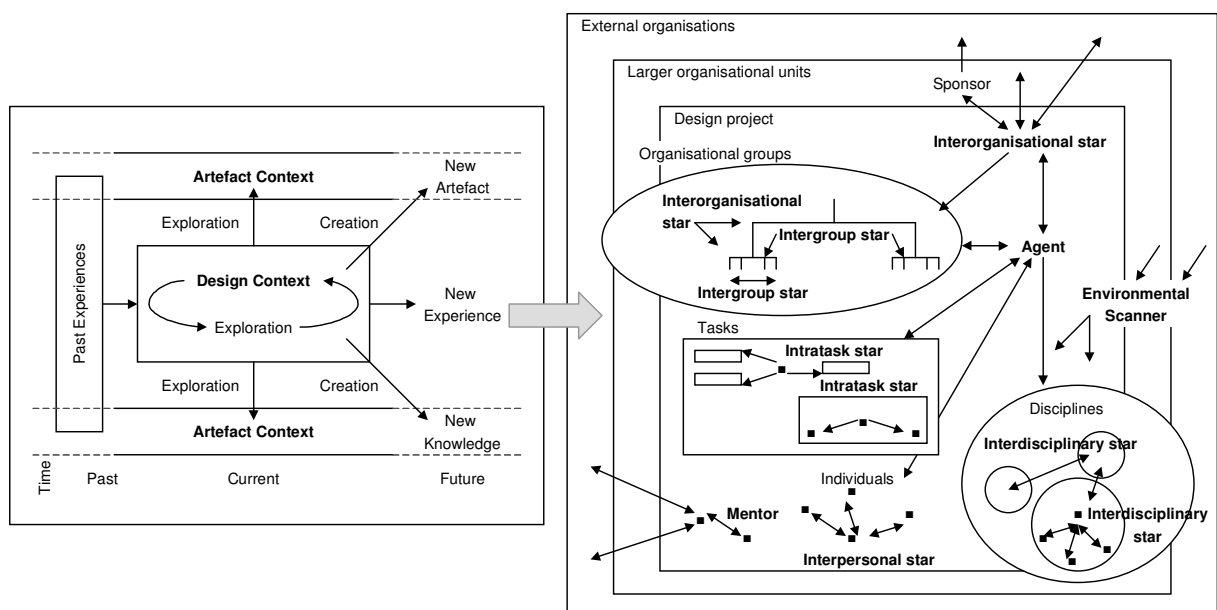 New
Artefact
Artefact Context
Exploration
Creation
Past Experiences
Design Context
Exploration
New
Experience
Exploration
Creation
Artefact Context
New
Knowledge
Time
Past
Current
Future
External organisations
Larger organisational units
Sponsor
Design project
Interorganisational star
Organisational groups
Interorganisational
star
Intergroup star
Intergroup star
Agent
Environmental
Scanner
Tasks
Intratask star
Intratask star
Disciplines
Interdisciplinary star
Interdisciplinary
star
Individuals
Mentor
Interpersonal star